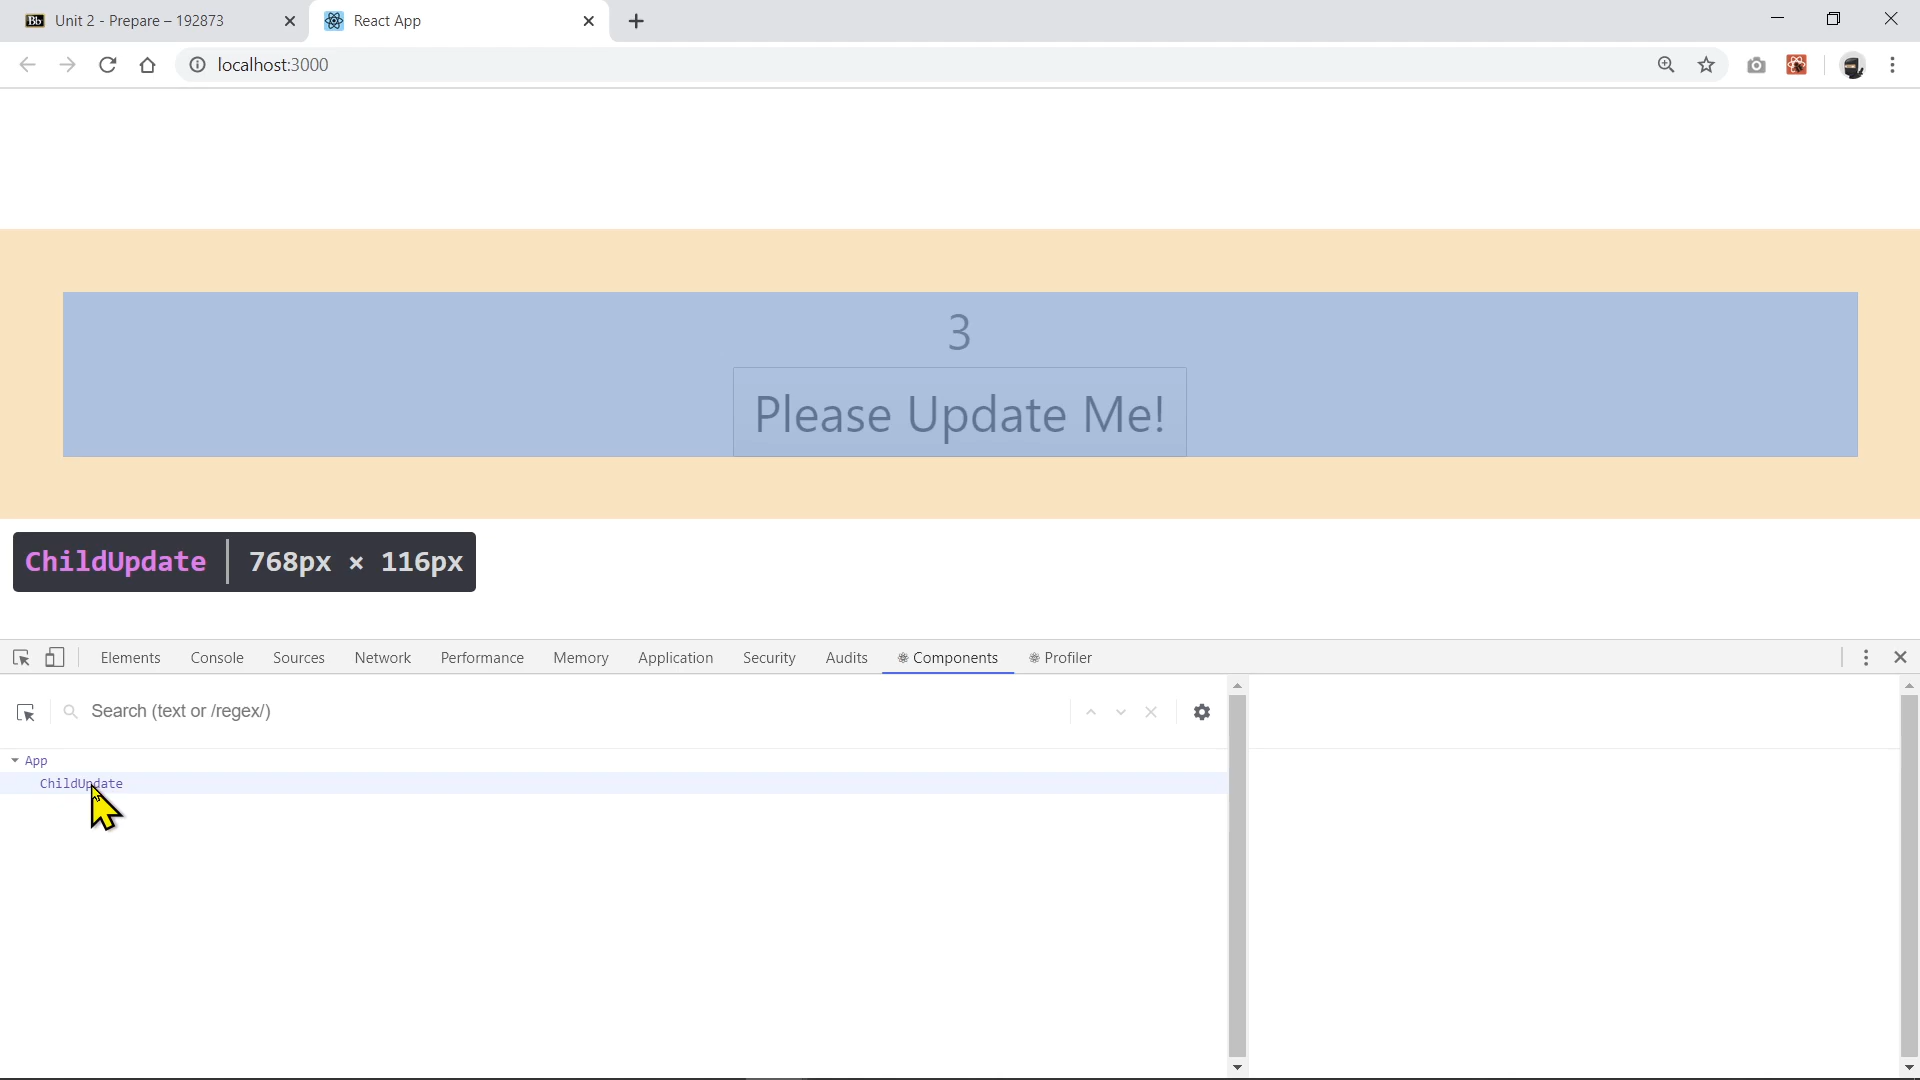 Bb Unit 2 - Prepare – 192873
React App
localhost:3000
3
Please Update Me!
ChildUpdate 768px × 116px
Elements Console Sources Network Performance Memory Application Security Audits Components Profiler
Search (text or /regex/)
App
ChildUpdate